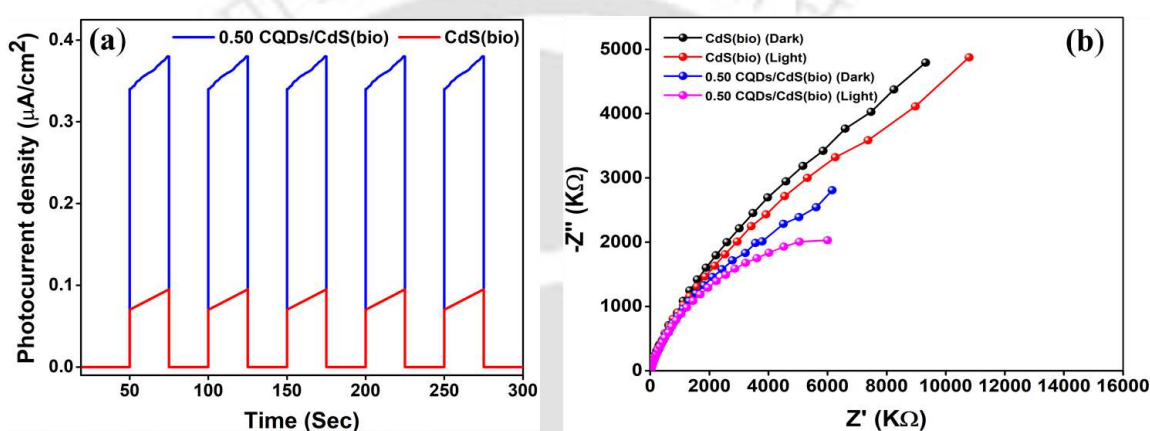 (a)
0.50 CQDs/CdS(bio) CdS(bio)
Photocurrent density (µA/cm²)
0.4
0.3
0.2
0.1
0.0
50 100 150 200 250 300
Time (Sec)
(b)
CdS(bio) (Dark)
CdS(bio) (Light)
0.50 CQDs/CdS(bio) (Dark)
0.50 CQDs/CdS(bio) (Light)
-Z'' (KΩ)
5000
4000
3000
2000
1000
0
0 2000 4000 6000 8000 10000 12000 14000 16000
Z' (KΩ)